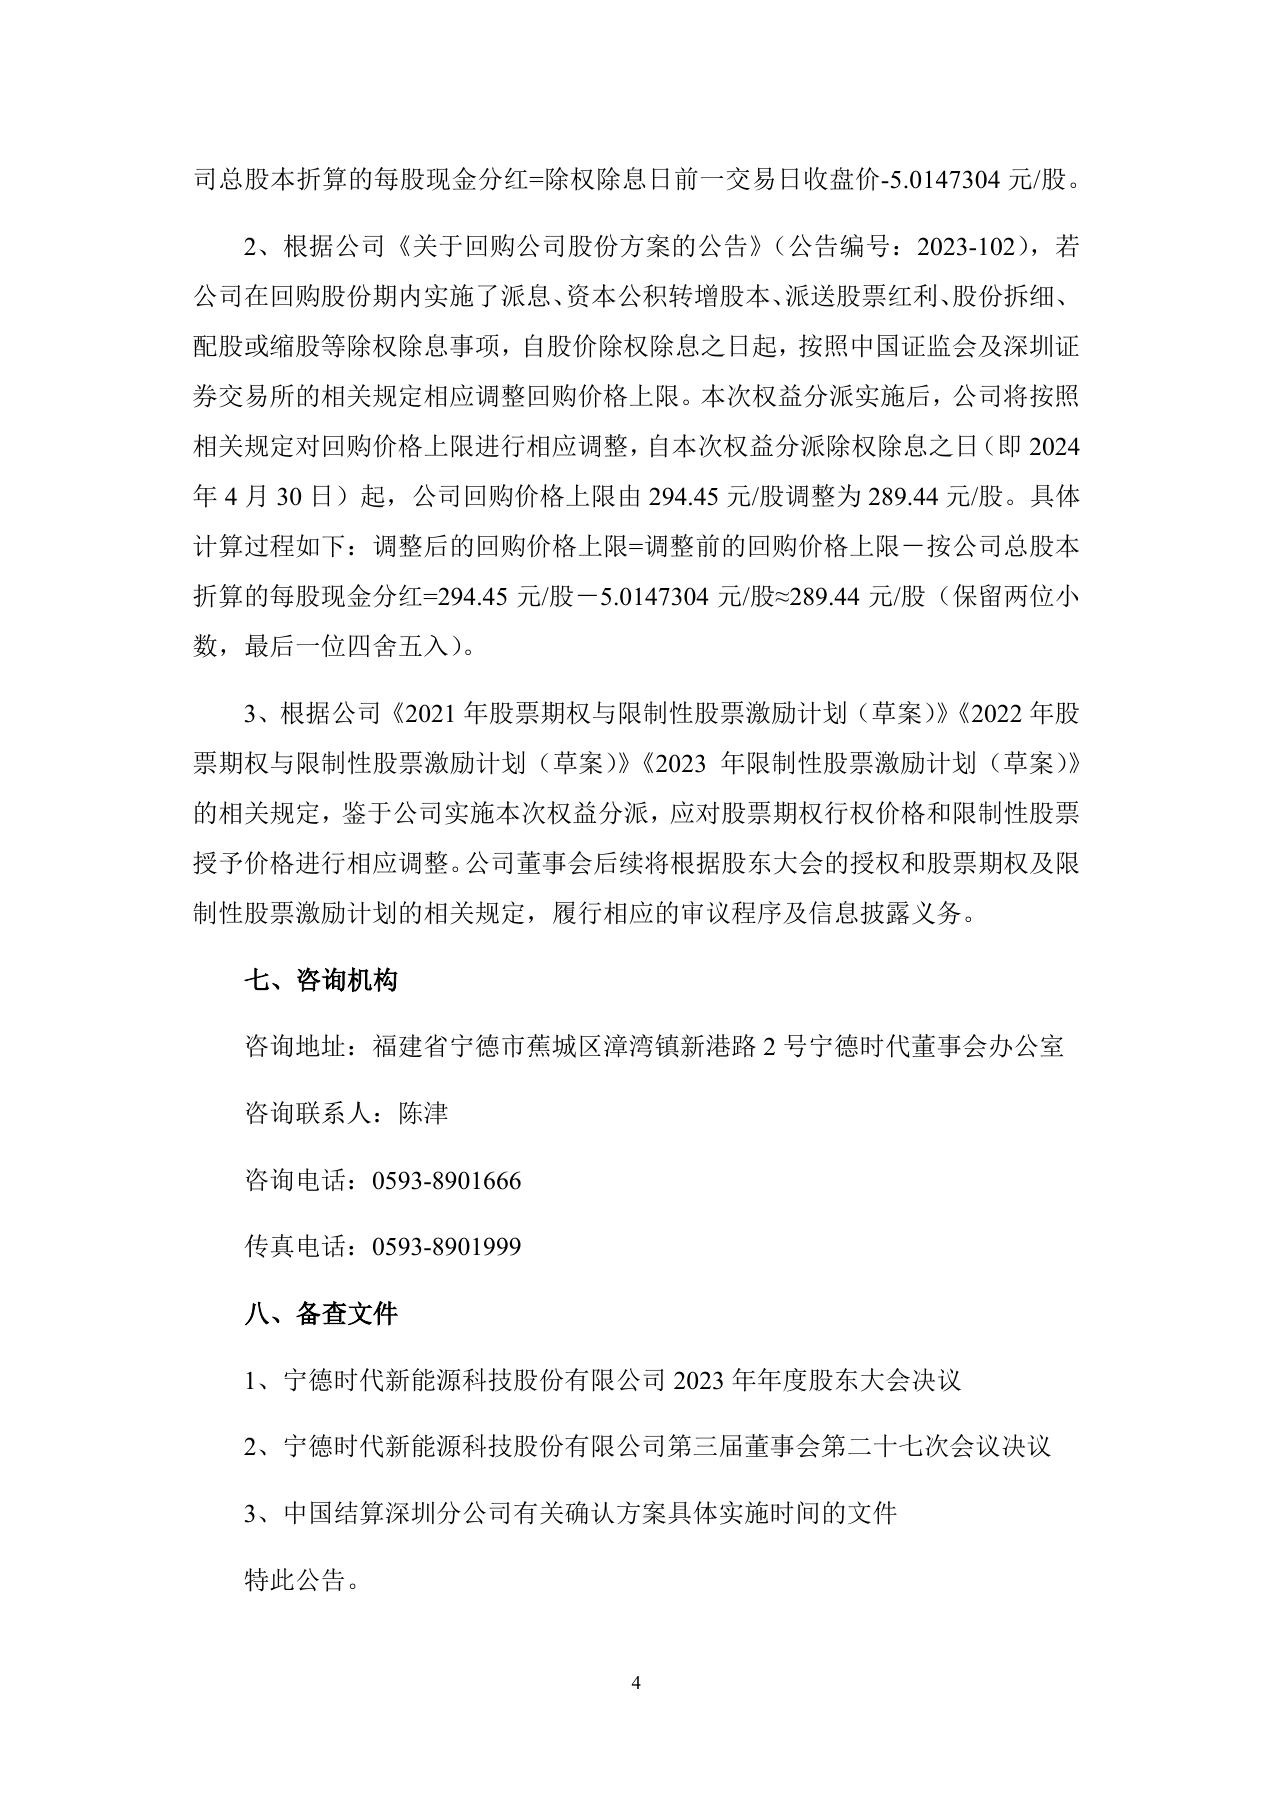 司总股本折算的每股现金分红=除权除息日前一交易日收盘价-5.0147304 元/股。
2、根据公司《关于回购公司股份方案的公告》（公告编号：2023-102），若
公司在回购股份期内实施了派息、资本公积转增股本、派送股票红利、股份拆细、
配股或缩股等除权除息事项，自股价除权除息之日起，按照中国证监会及深圳证
券交易所的相关规定相应调整回购价格上限。本次权益分派实施后，公司将按照
相关规定对回购价格上限进行相应调整，自本次权益分派除权除息之日（即 2024
年 4 月 30 日）起，公司回购价格上限由 294.45 元/股调整为 289.44 元/股。具体
计算过程如下：调整后的回购价格上限=调整前的回购价格上限－按公司总股本
折算的每股现金分红=294.45 元/股－5.0147304 元/股≈289.44 元/股（保留两位小
数，最后一位四舍五入）。
3、根据公司《2021 年股票期权与限制性股票激励计划（草案）》《2022 年股
票期权与限制性股票激励计划（草案）》《2023 年限制性股票激励计划（草案）》
的相关规定，鉴于公司实施本次权益分派，应对股票期权行权价格和限制性股票
授予价格进行相应调整。公司董事会后续将根据股东大会的授权和股票期权及限
制性股票激励计划的相关规定，履行相应的审议程序及信息披露义务。
七、咨询机构
咨询地址：福建省宁德市蕉城区漳湾镇新港路 2 号宁德时代董事会办公室
咨询联系人：陈津
咨询电话：0593-8901666
传真电话：0593-8901999
八、备查文件
1、宁德时代新能源科技股份有限公司 2023 年年度股东大会决议
2、宁德时代新能源科技股份有限公司第三届董事会第二十七次会议决议
3、中国结算深圳分公司有关确认方案具体实施时间的文件
特此公告。
4